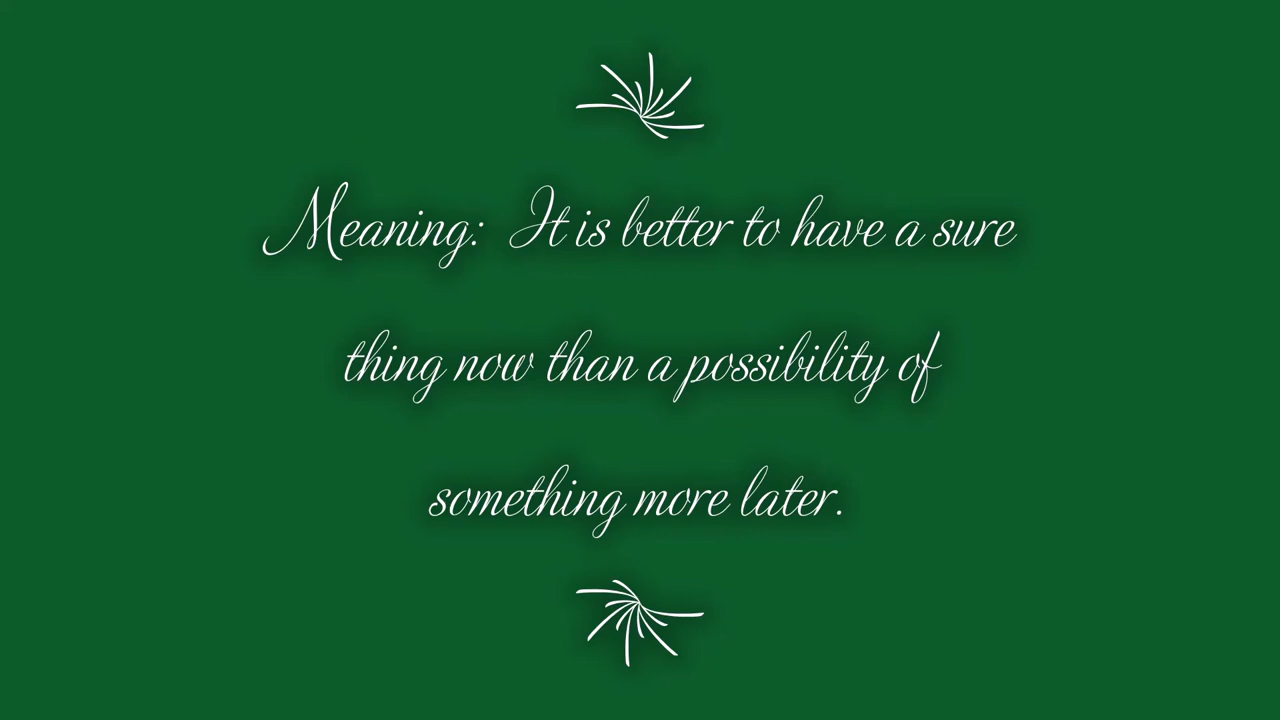 Meaning: It is better to have a sure
thing now than a possibility of
something more later.